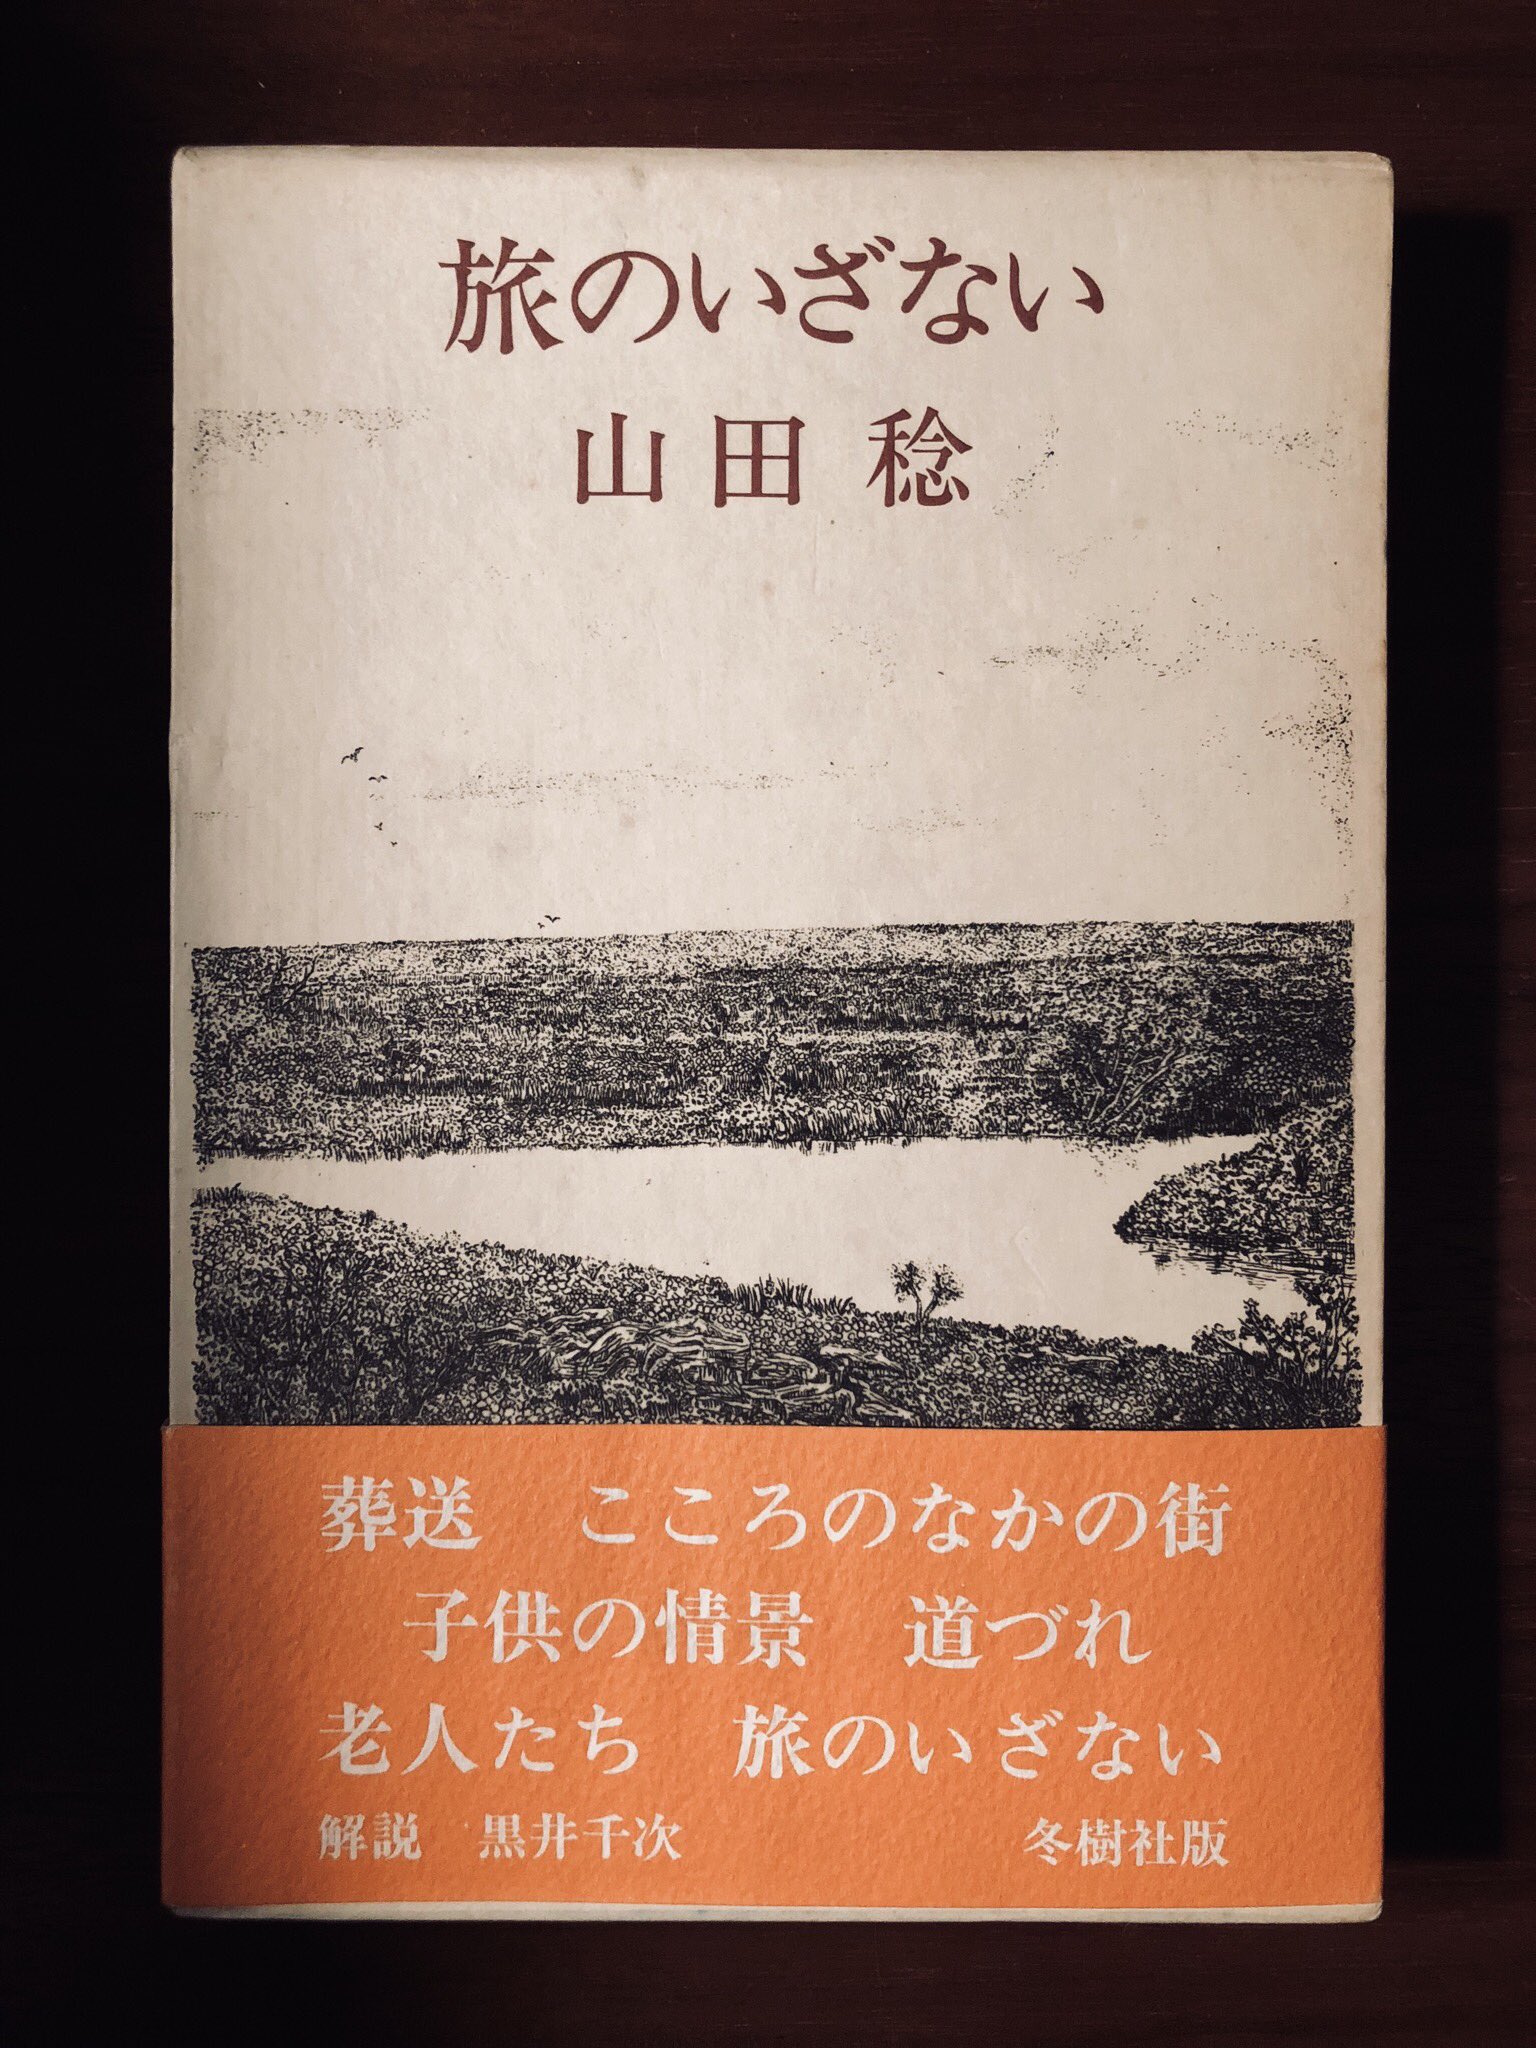 旅のいざない
山田 稔
葬送　こころのなかの街
子供の情景　道づれ
老人たち　旅のいざない
解説　黒井千次　冬樹社版